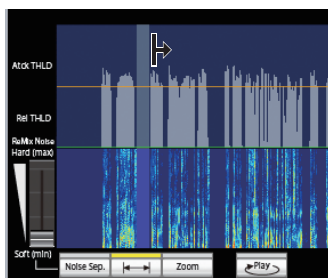 Atck THLD
Rel THLD
ReMix Noise
Hard (max)
Soft (min)
Noise Sep.
Zoom
Play